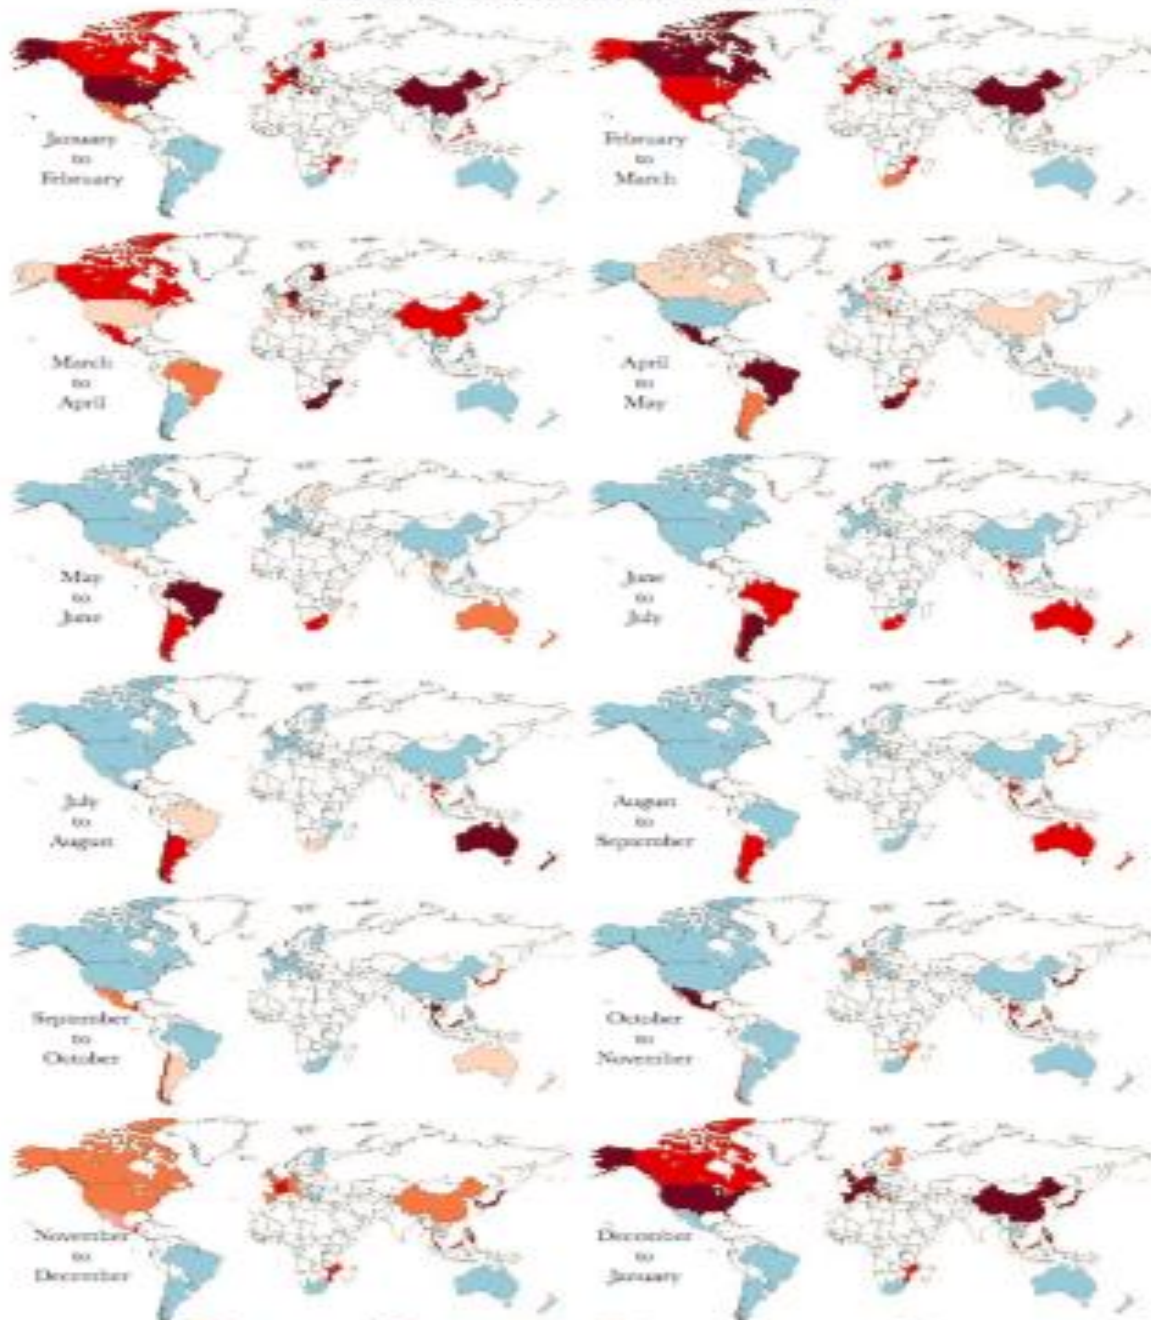 January
to
February
February
to
March
March
to
April
April
to
May
May
to
June
June
to
July
July
to
August
August
to
September
September
to
October
October
to
November
November
to
December
December
to
January